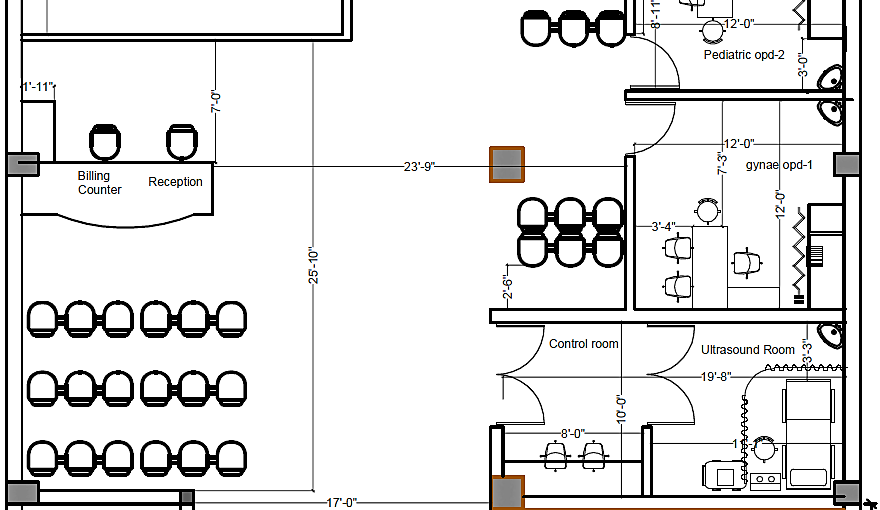 8'-11"
12'-0"
Pediatric opd-2
3'-0"
1'-11"
7'-0"
12'-0"
gynae opd-1
7'-3"
23'-9"
Billing
Counter
Reception
12'-0"
3'-4"
25'-10"
2'-6"
Control room
Ultrasound Room
3'-3"
19'-8"
10'-0"
8'-0"
17'-0"